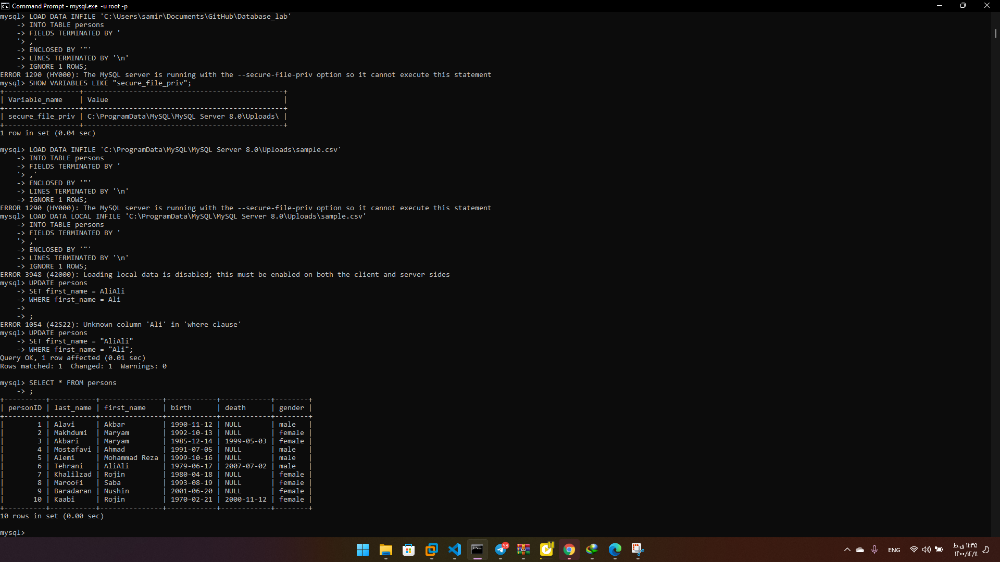 Command Prompt - mysql.exe -u root -p
mysql> LOAD DATA INFILE 'C:\Users\samir\Documents\GitHub\Database_lab'
    -> INTO TABLE persons
    -> FIELDS TERMINATED BY '
    '> ,'
    -> ENCLOSED BY '"'
    -> LINES TERMINATED BY '\n'
    -> IGNORE 1 ROWS;
ERROR 1290 (HY000): The MySQL server is running with the --secure-file-priv option so it cannot execute this statement
mysql> SHOW VARIABLES LIKE "secure_file_priv";
+------------------+------------------------------------------------+
| Variable_name    | Value                                          |
+------------------+------------------------------------------------+
| secure_file_priv | C:\ProgramData\MySQL\MySQL Server 8.0\Uploads\ |
+------------------+------------------------------------------------+
1 row in set (0.04 sec)
mysql> LOAD DATA INFILE 'C:\ProgramData\MySQL\MySQL Server 8.0\Uploads\sample.csv'
    -> INTO TABLE persons
    -> FIELDS TERMINATED BY '
    '> ,'
    -> ENCLOSED BY '"'
    -> LINES TERMINATED BY '\n'
    -> IGNORE 1 ROWS;
ERROR 1290 (HY000): The MySQL server is running with the --secure-file-priv option so it cannot execute this statement
mysql> LOAD DATA LOCAL INFILE 'C:\ProgramData\MySQL\MySQL Server 8.0\Uploads\sample.csv'
    -> INTO TABLE persons
    -> FIELDS TERMINATED BY '
    '> ,'
    -> ENCLOSED BY '"'
    -> LINES TERMINATED BY '\n'
    -> IGNORE 1 ROWS;
ERROR 3948 (42000): Loading local data is disabled; this must be enabled on both the client and server sides
mysql> UPDATE persons
    -> SET first_name = AliAli
    -> WHERE first_name = Ali
    ->
    -> ;
ERROR 1054 (42S22): Unknown column 'Ali' in 'where clause'
mysql> UPDATE persons
    -> SET first_name = "AliAli"
    -> WHERE first_name = "Ali";
Query OK, 1 row affected (0.01 sec)
Rows matched: 1  Changed: 1  Warnings: 0
mysql> SELECT * FROM persons
    -> ;
+----------+-----------+---------------+------------+------------+--------+
| personID | last_name | first_name    | birth      | death      | gender |
+----------+-----------+---------------+------------+------------+--------+
|        1 | Alavi     | Akbar         | 1990-11-12 | NULL       | male   |
|        2 | Makhdumi  | Maryam        | 1992-10-13 | NULL       | female |
|        3 | Akbari    | Maryam        | 1985-12-14 | 1999-05-03 | female |
|        4 | Mostafavi | Ahmad         | 1991-07-05 | NULL       | male   |
|        5 | Alemi     | Mohammad Reza | 1999-10-16 | NULL       | male   |
|        6 | Tehrani   | AliAli        | 1979-06-17 | 2007-07-02 | male   |
|        7 | Khalilzad | Rojin         | 1980-04-18 | NULL       | female |
|        8 | Maroofi   | Saba          | 1993-08-19 | NULL       | female |
|        9 | Baradaran | Nushin        | 2001-06-20 | NULL       | female |
|       10 | Kaabi     | Rojin         | 1970-02-21 | 2000-11-12 | female |
+----------+-----------+---------------+------------+------------+--------+
10 rows in set (0.00 sec)
mysql>
58
ENG
۱۱:۳۵ ق.ظ
۱۴۰۰/۱۲/۱۱